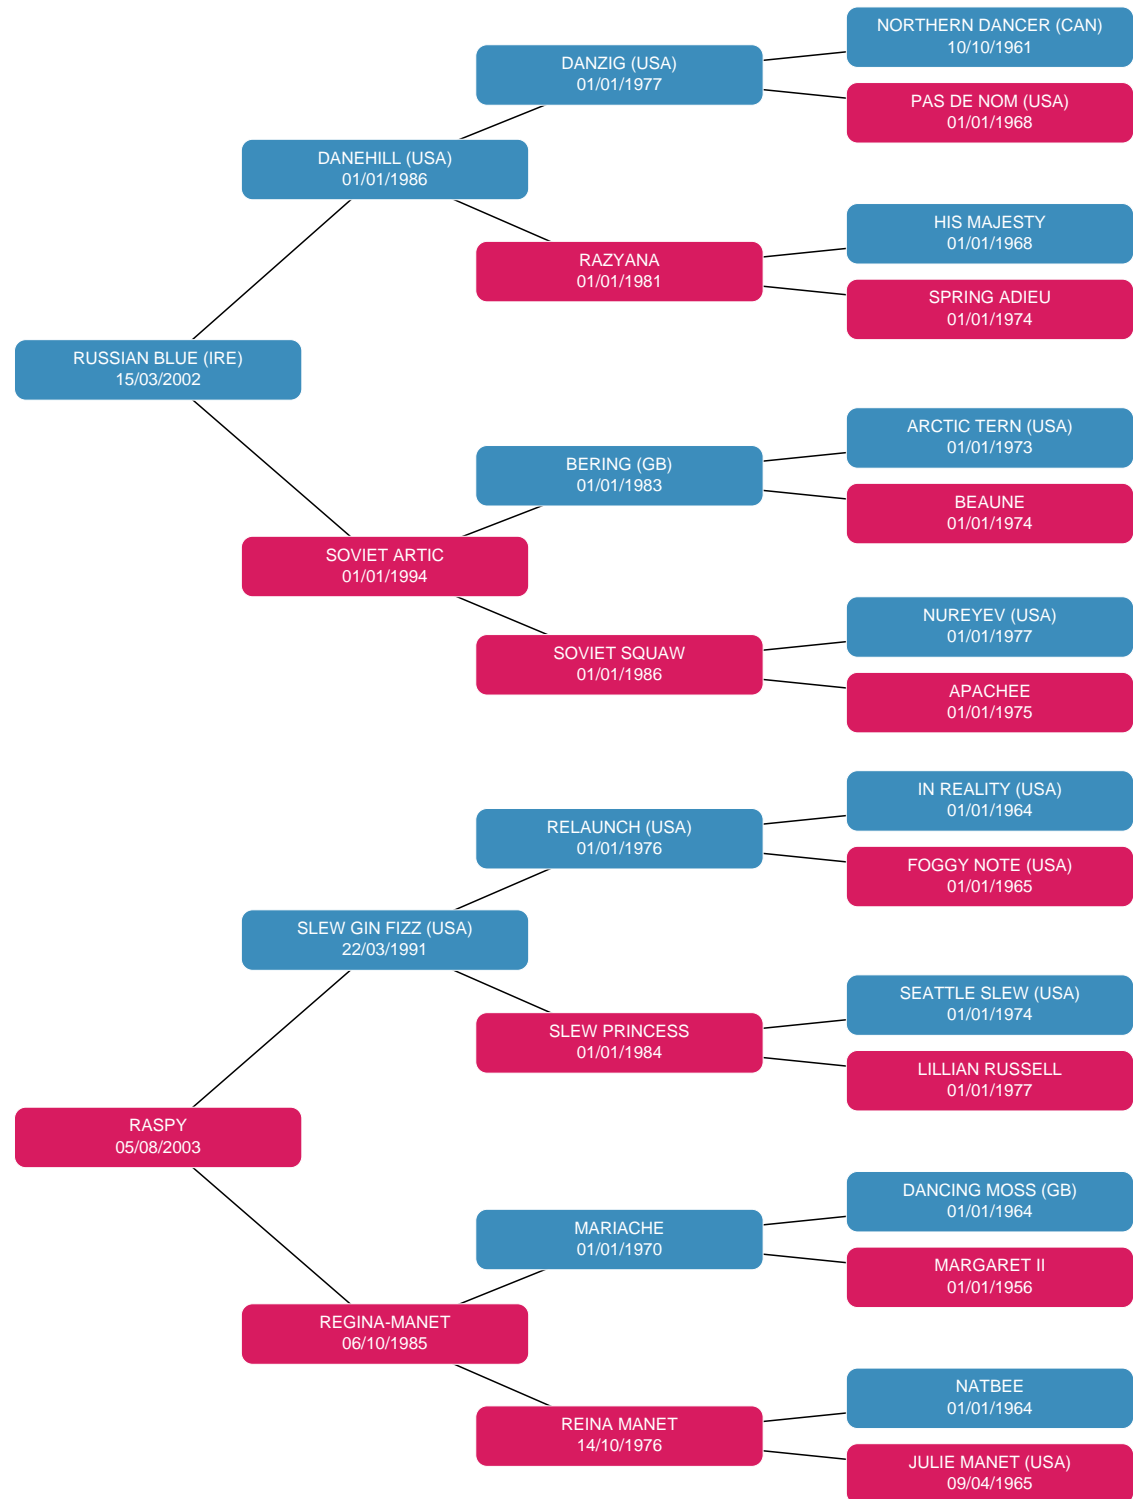 NORTHERN DANCER (CAN)
10/10/1961
DANZIG (USA)
01/01/1977
PAS DE NOM (USA)
01/01/1968
DANEHILL (USA)
01/01/1986
HIS MAJESTY
01/01/1968
RAZYANA
01/01/1981
SPRING ADIEU
01/01/1974
RUSSIAN BLUE (IRE)
15/03/2002
ARCTIC TERN (USA)
01/01/1973
BERING (GB)
01/01/1983
BEAUNE
01/01/1974
SOVIET ARTIC
01/01/1994
NUREYEV (USA)
01/01/1977
SOVIET SQUAW
01/01/1986
APACHEE
01/01/1975
IN REALITY (USA)
01/01/1964
RELAUNCH (USA)
01/01/1976
FOGGY NOTE (USA)
01/01/1965
SLEW GIN FIZZ (USA)
22/03/1991
SEATTLE SLEW (USA)
01/01/1974
SLEW PRINCESS
01/01/1984
LILLIAN RUSSELL
01/01/1977
RASPY
05/08/2003
DANCING MOSS (GB)
01/01/1964
MARIACHE
01/01/1970
MARGARET II
01/01/1956
REGINA-MANET
06/10/1985
NATBEE
01/01/1964
REINA MANET
14/10/1976
JULIE MANET (USA)
09/04/1965